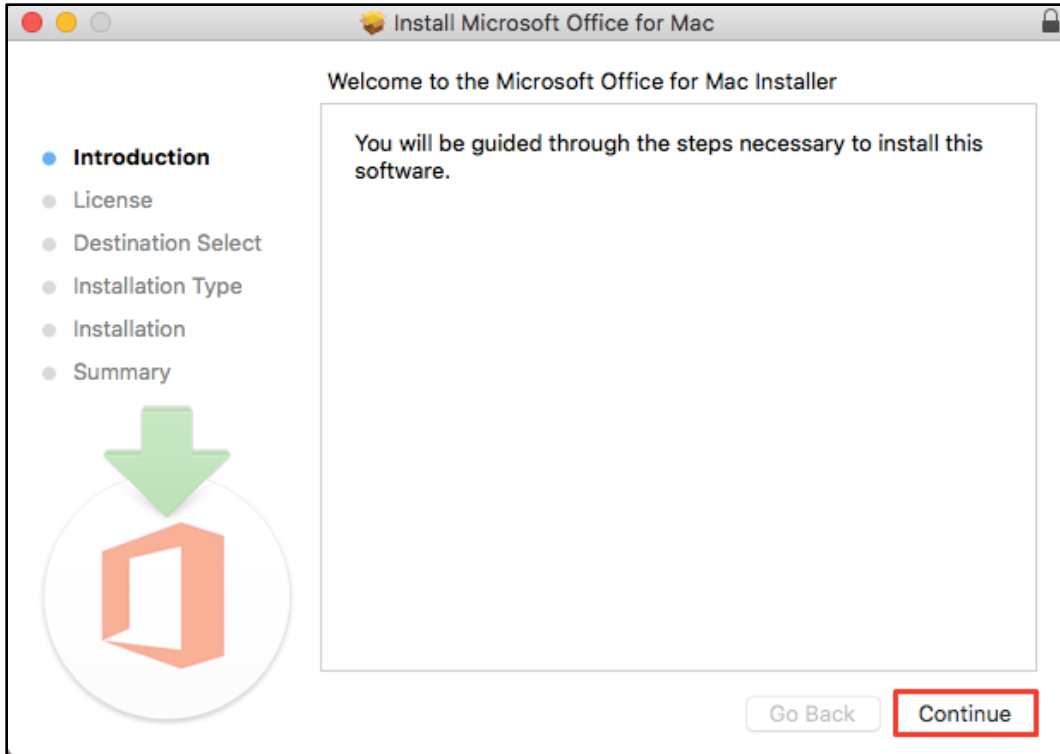 Install Microsoft Office for Mac
Welcome to the Microsoft Office for Mac Installer
Introduction
License
Destination Select
Installation Type
Installation
Summary
You will be guided through the steps necessary to install this
software.
Go Back
Continue